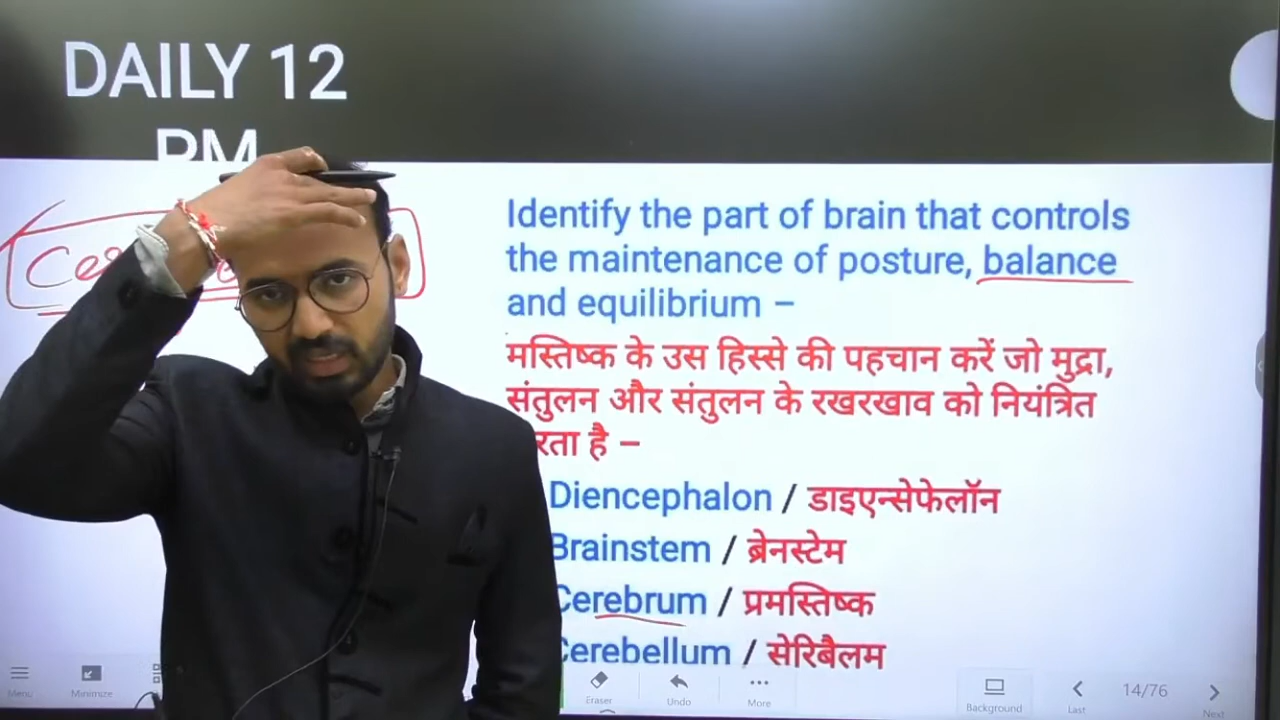 DAILY 12
PM
Identify the part of brain that controls
the maintenance of posture, balance
and equilibrium –
मस्तिष्क के उस हिस्से की पहचान करें जो मुद्रा,
संतुलन और संतुलन के रखरखाव को नियंत्रित
रता है –
Diencephalon / डाइएन्सेफेलॉन
Brainstem / ब्रेनस्टेम
Cerebrum / प्रमस्तिष्क
Cerebellum / सेरिबैलम
Menu
Minimize
Eraser
Undo
More
Background
Last
14/76
Next